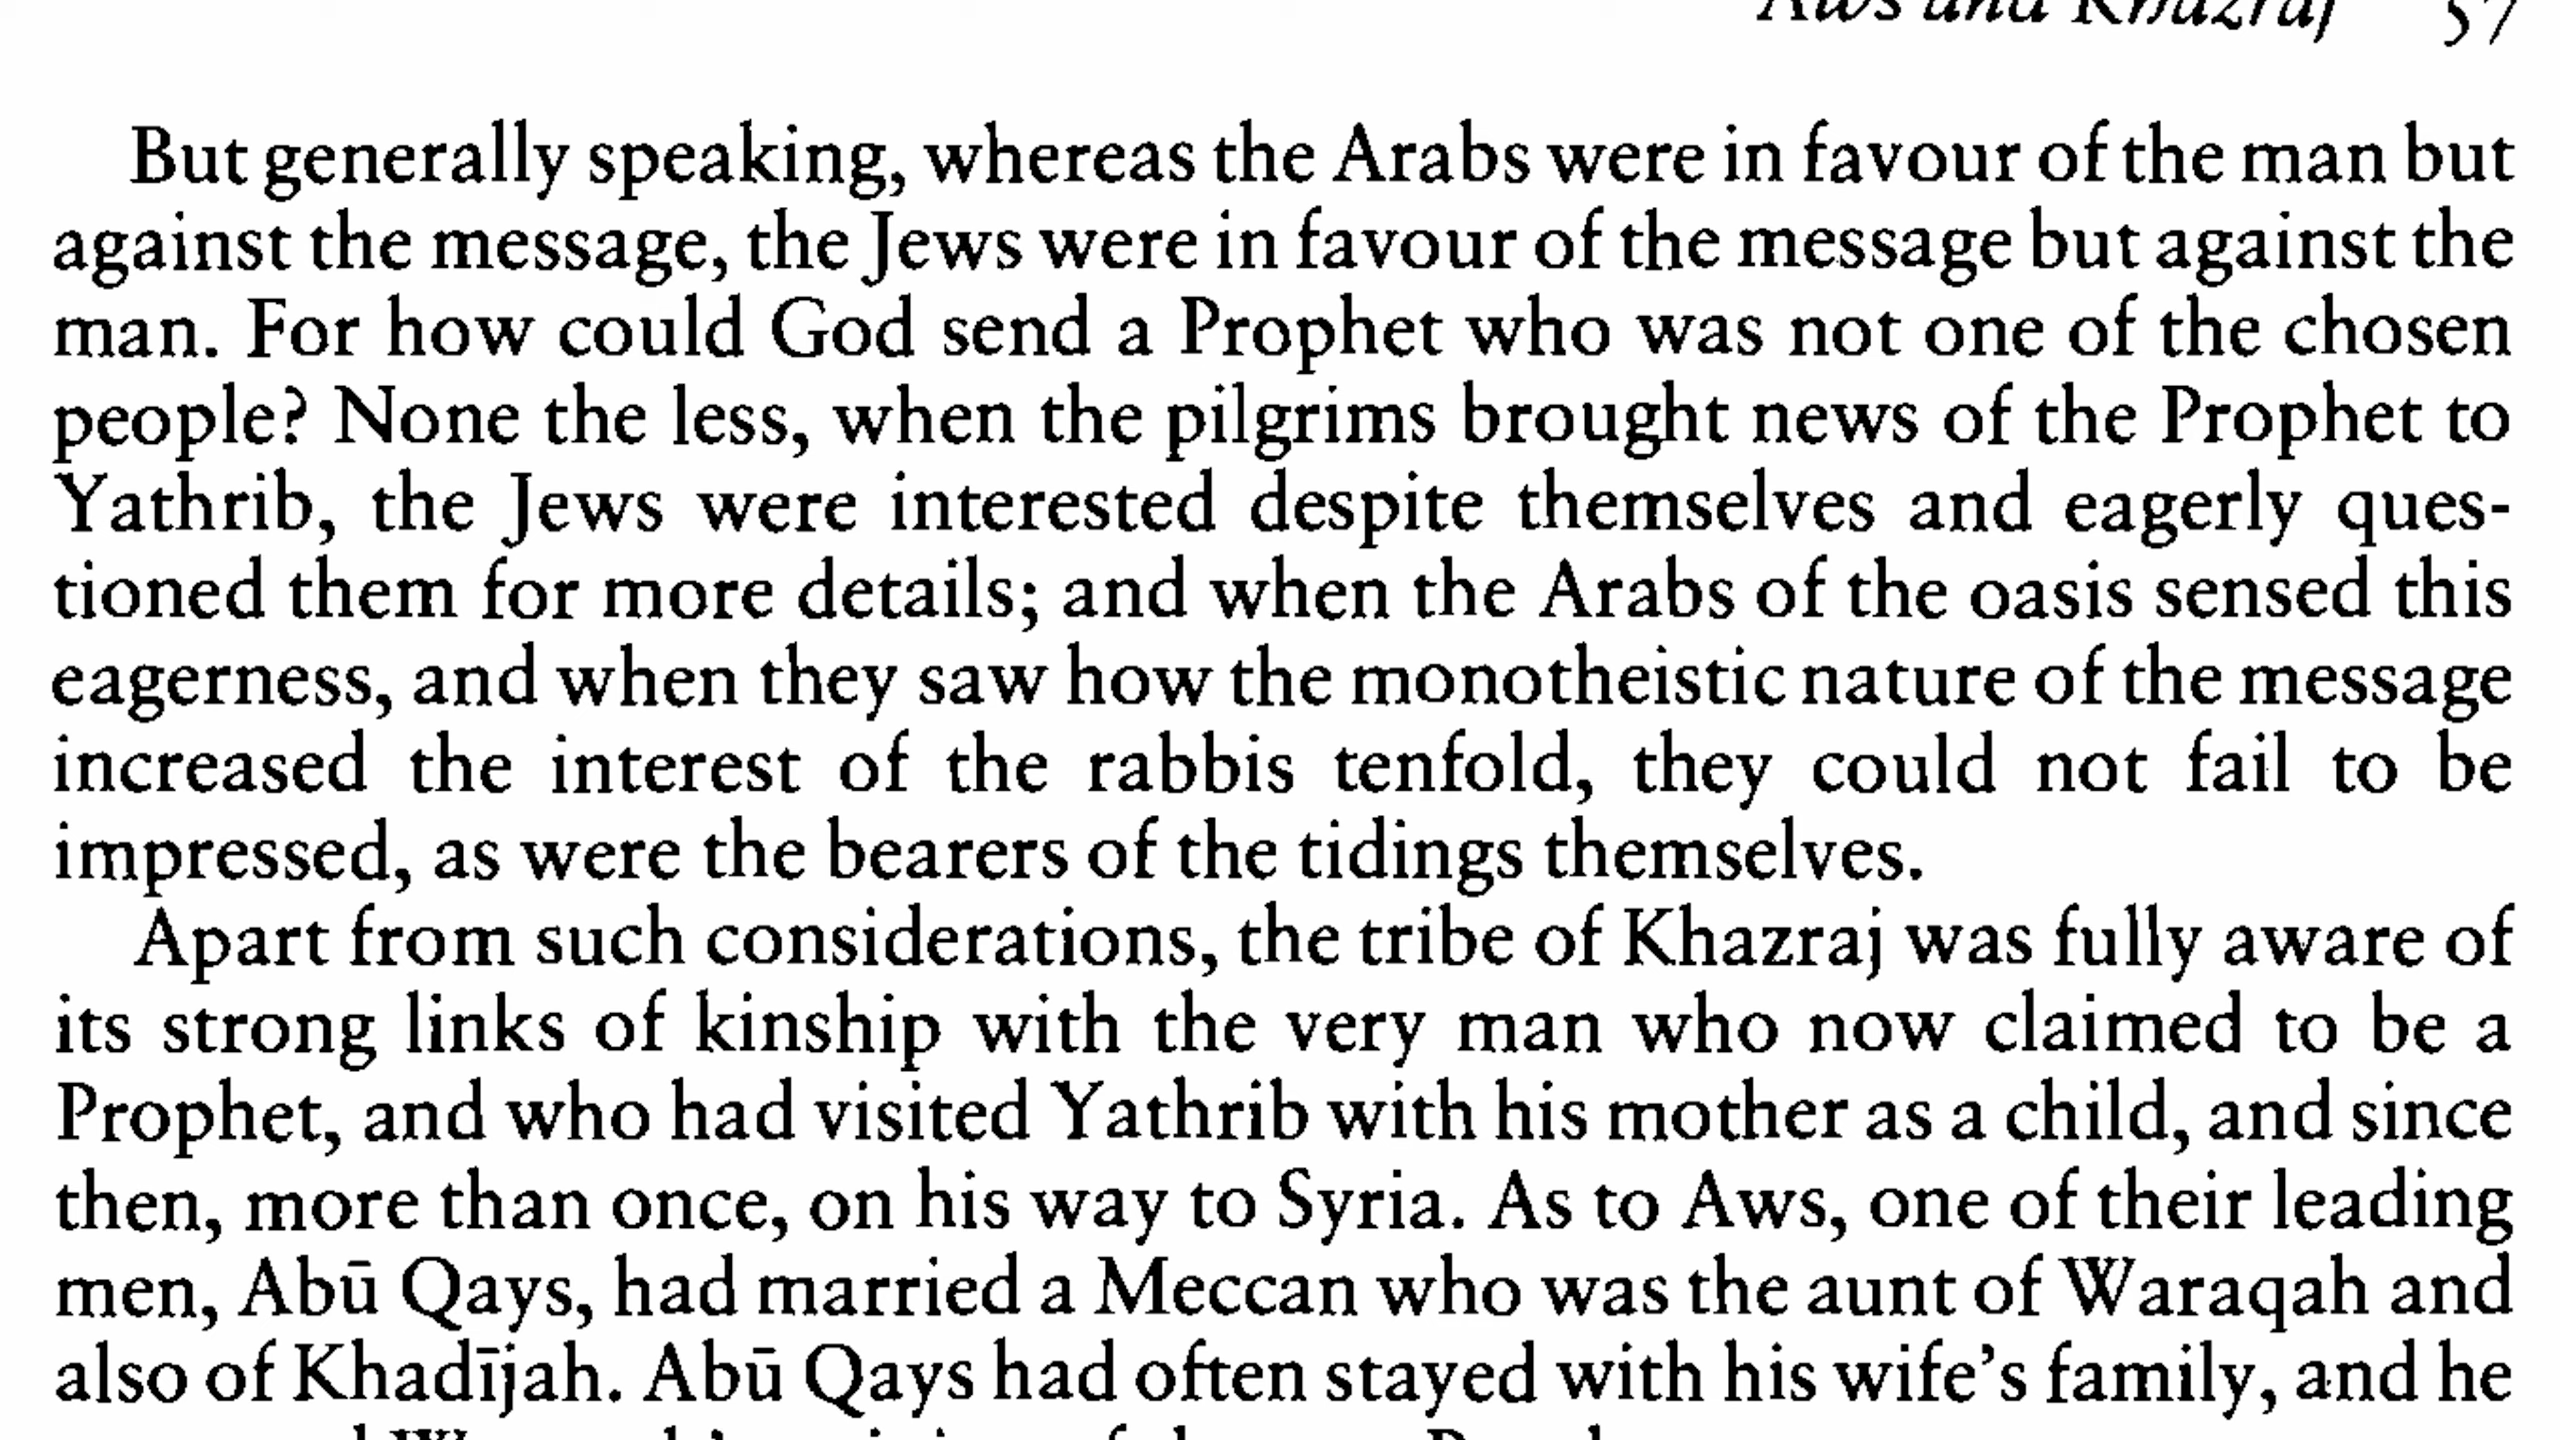 Aws and Khazraj 57
But generally speaking, whereas the Arabs were in favour of the man but
against the message, the Jews were in favour of the message but against the
man. For how could God send a Prophet who was not one of the chosen
people? None the less, when the pilgrims brought news of the Prophet to
Yathrib, the Jews were interested despite themselves and eagerly ques-
tioned them for more details; and when the Arabs of the oasis sensed this
eagerness, and when they saw how the monotheistic nature of the message
increased the interest of the rabbis tenfold, they could not fail to be
impressed, as were the bearers of the tidings themselves.
Apart from such considerations, the tribe of Khazraj was fully aware of
its strong links of kinship with the very man who now claimed to be a
Prophet, and who had visited Yathrib with his mother as a child, and since
then, more than once, on his way to Syria. As to Aws, one of their leading
men, Abū Qays, had married a Meccan who was the aunt of Waraqah and
also of Khadījah. Abū Qays had often stayed with his wife's family, and he